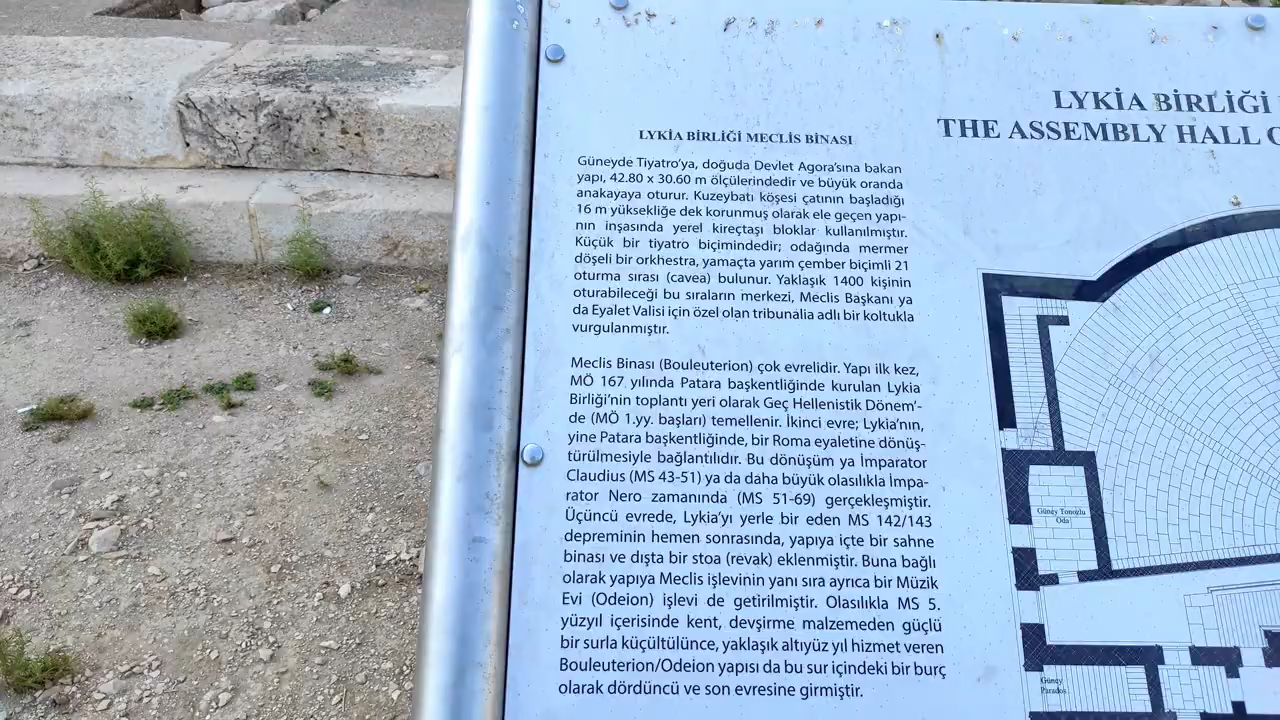 LYKİA BİRLİĞİ
THE ASSEMBLY HALL
LYKİA BİRLİĞİ MECLİS BİNASI
Güneyde Tiyatro'ya, doğuda Devlet Agora'sına bakan
yapı, 42.80 x 30.60 m ölçülerindedir ve büyük oranda
anakayaya oturur. Kuzeybatı köşesi çatının başladığı
16 m yüksekliğe dek korunmuş olarak ele geçen yapı-
nın inşasında yerel kireçtaşı bloklar kullanılmıştır.
Küçük bir tiyatro biçimindedir; odağında mermer
döşeli bir orkhestra, yamaçta yarım çember biçimli 21
oturma sırası (cavea) bulunur. Yaklaşık 1400 kişinin
oturabileceği bu sıraların merkezi, Meclis Başkanı ya
da Eyalet Valisi için özel olan tribunalia adlı bir koltukla
vurgulanmıştır.
Meclis Binası (Bouleuterion) çok evrelidir. Yapı ilk kez,
MÖ 167 yılında Patara başkentliğinde kurulan Lykia
Birliği'nin toplantı yeri olarak Geç Hellenistik Dönem'-
de (MÖ 1.yy. başları) temellenir. İkinci evre; Lykia'nın,
yine Patara başkentliğinde, bir Roma eyaletine dönüş-
türülmesiyle bağlantılıdır. Bu dönüşüm ya İmparator
Claudius (MS 43-51) ya da daha büyük olasılıkla İmpa-
rator Nero zamanında (MS 51-69) gerçekleşmiştir.
Üçüncü evrede, Lykia'yı yerle bir eden MS 142/143
depreminin hemen sonrasında, yapıya içte bir sahne
binası ve dışta bir stoa (revak) eklenmiştir. Buna bağlı
olarak yapıya Meclis işlevinin yanı sıra ayrıca bir Müzik
Evi (Odeion) işlevi de getirilmiştir. Olasılıkla MS 5.
yüzyıl içerisinde kent, devşirme malzemeden güçlü
bir surla küçültülünce, yaklaşık altıyüz yıl hizmet veren
Bouleuterion/Odeion yapısı da bu sur içindeki bir burç
olarak dördüncü ve son evresine girmiştir.
Güney Tonozlu
Oda
Güney
Parados